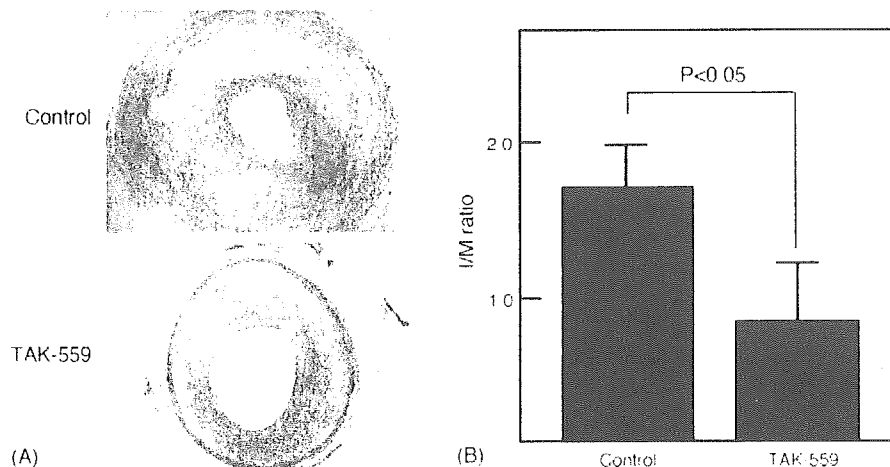 Control
TAK-559
(A)
P<0 05
2 0
1 0
I/M ratio
Control
TAK-559
(B)